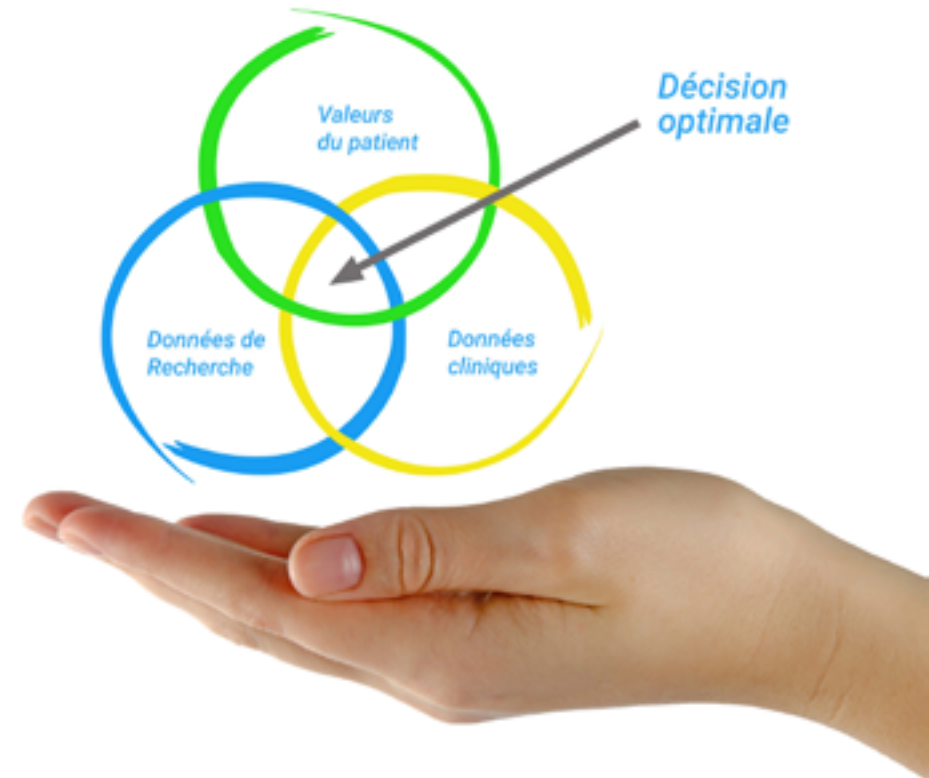 Valeurs
du patient
Décision
optimale
Données de
Recherche
Données
cliniques